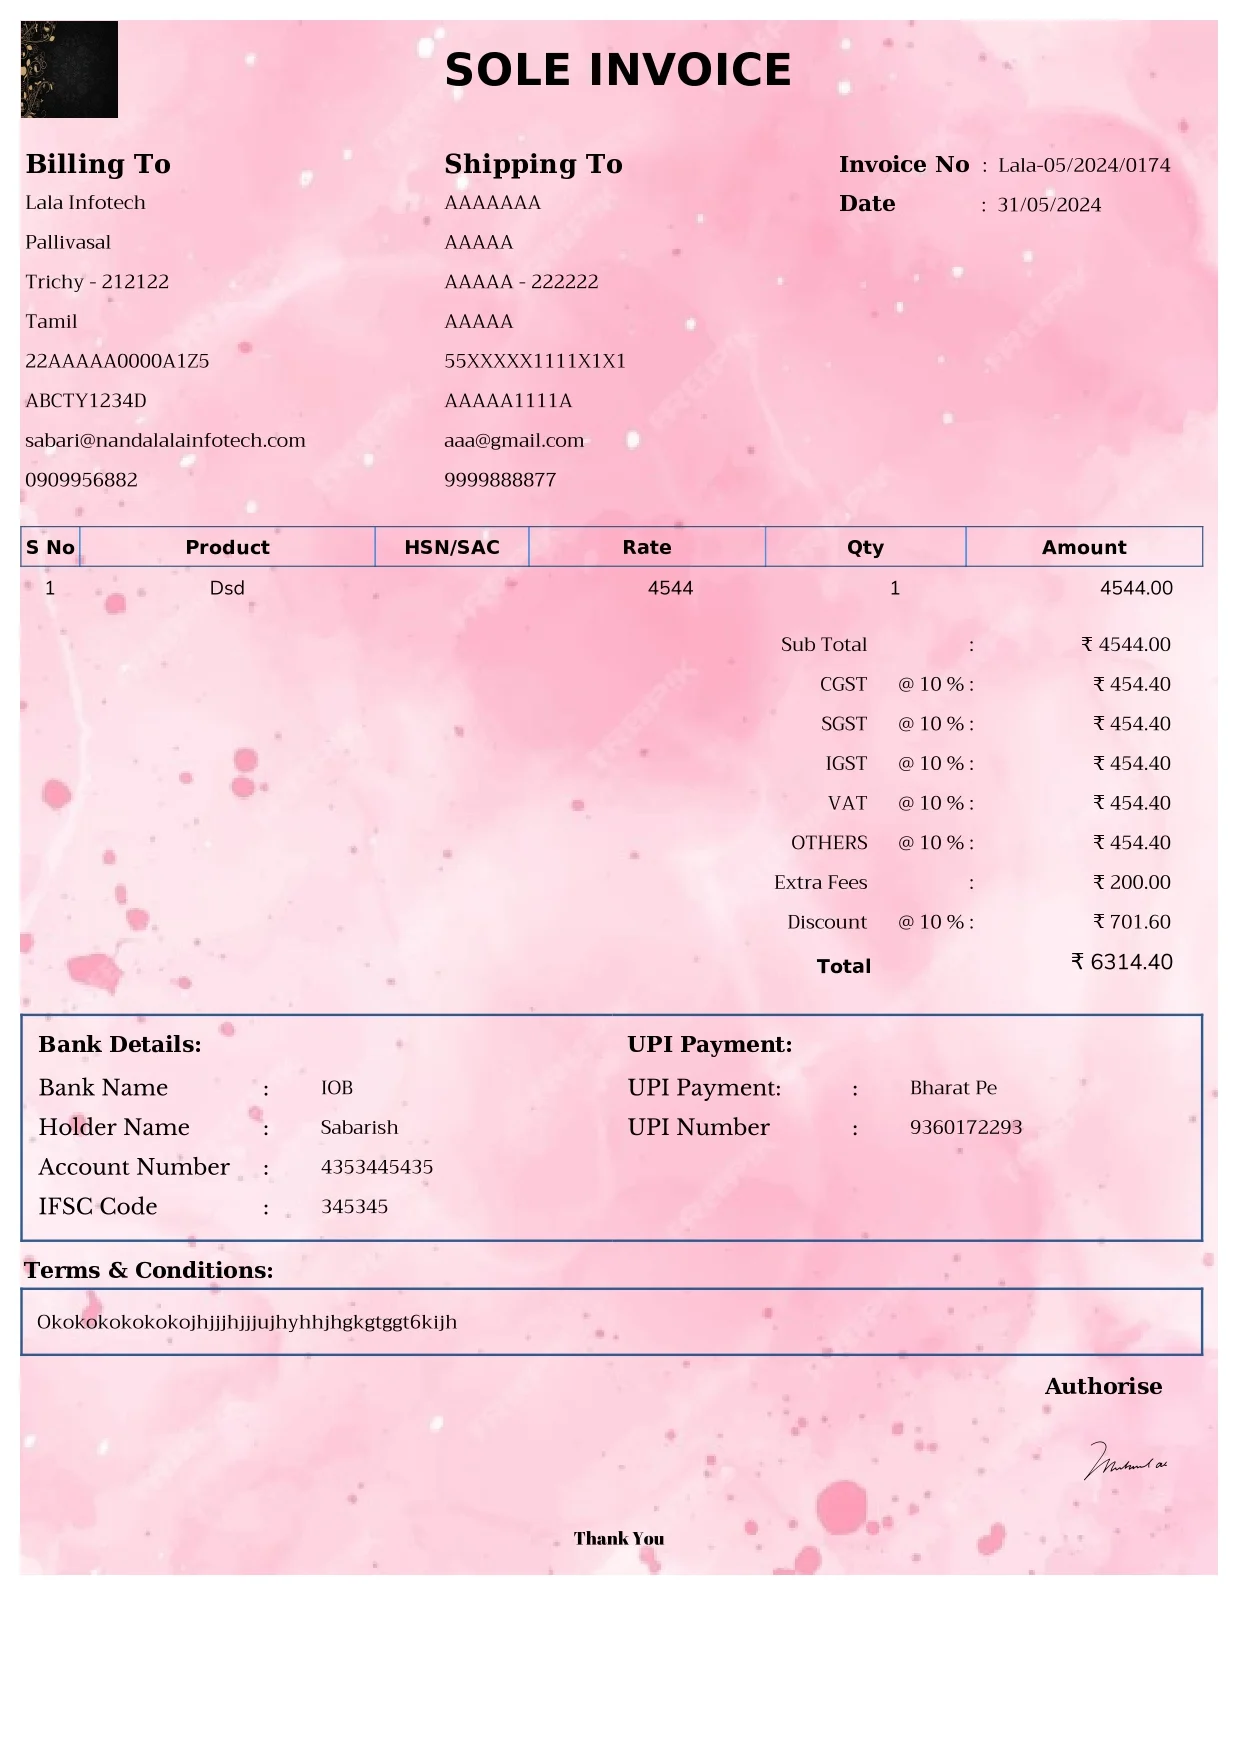 SOLE INVOICE
Billing To
Lala Infotech
Pallivasal
Trichy - 212122
Tamil
22AAAAA0000A1Z5
ABCTY1234D
sabari@nandalalainfotech.com
0909956882
Shipping To
AAAAAAA
AAAAA
AAAAA - 222222
AAAAA
55XXXXX1111X1X1
AAAAA1111A
aaa@gmail.com
9999888877
Invoice No : Lala-05/2024/0174
Date : 31/05/2024
S No Product HSN/SAC Rate Qty Amount
1 Dsd 4544 1 4544.00
Sub Total : ₹ 4544.00
CGST @ 10 % : ₹ 454.40
SGST @ 10 % : ₹ 454.40
IGST @ 10 % : ₹ 454.40
VAT @ 10 % : ₹ 454.40
OTHERS @ 10 % : ₹ 454.40
Extra Fees : ₹ 200.00
Discount @ 10 % : ₹ 701.60
Total ₹ 6314.40
Bank Details:
Bank Name : IOB
Holder Name : Sabarish
Account Number : 4353445435
IFSC Code : 345345
UPI Payment:
UPI Payment: : Bharat Pe
UPI Number : 9360172293
Terms & Conditions:
Okokokokokokojhjjjhjjjujhyhhjhgkgtggt6kijh
Authorise
Thank You